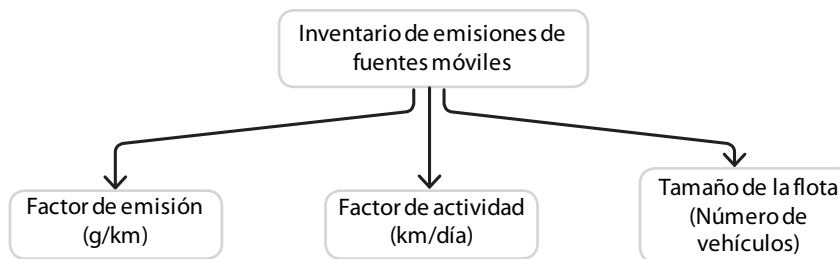 Inventario de emisiones de
fuentes móviles
Factor de emisión
(g/km)
Factor de actividad
(km/día)
Tamaño de la flota
(Número de
vehículos)